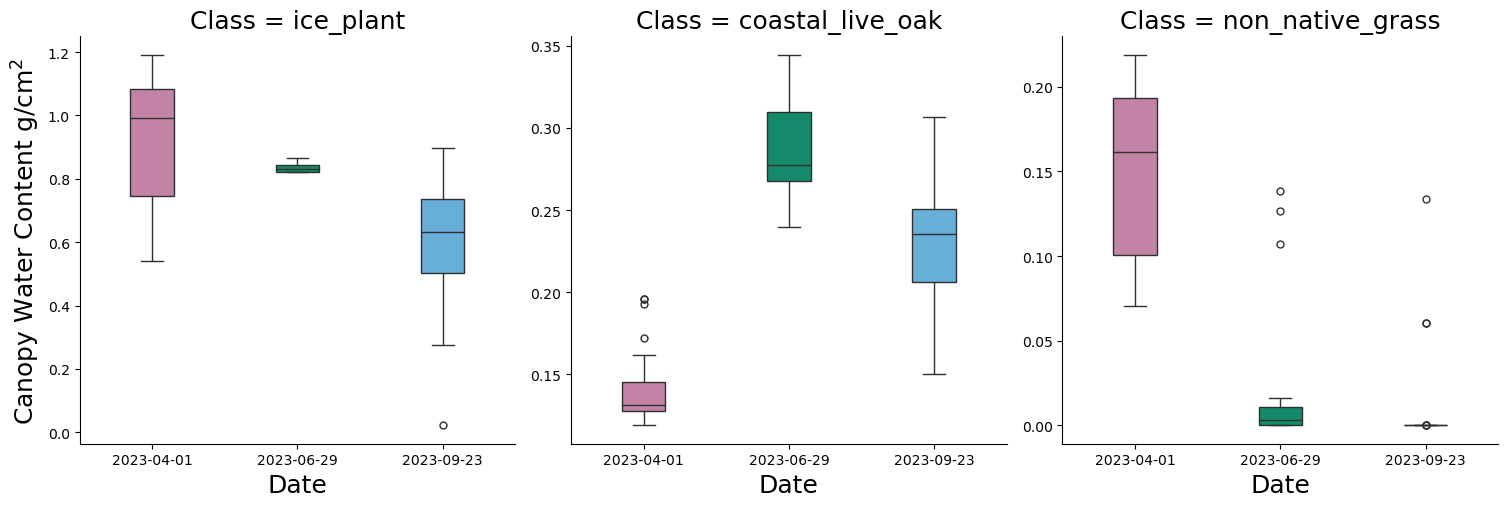 Class = ice_plant
Class = coastal_live_oak
Class = non_native_grass
Canopy Water Content g/cm²
1.2
1.0
0.8
0.6
0.4
0.2
0.0
2023-04-01 2023-06-29 2023-09-23
Date
0.35
0.30
0.25
0.20
0.15
2023-04-01 2023-06-29 2023-09-23
Date
0.20
0.15
0.10
0.05
0.00
2023-04-01 2023-06-29 2023-09-23
Date